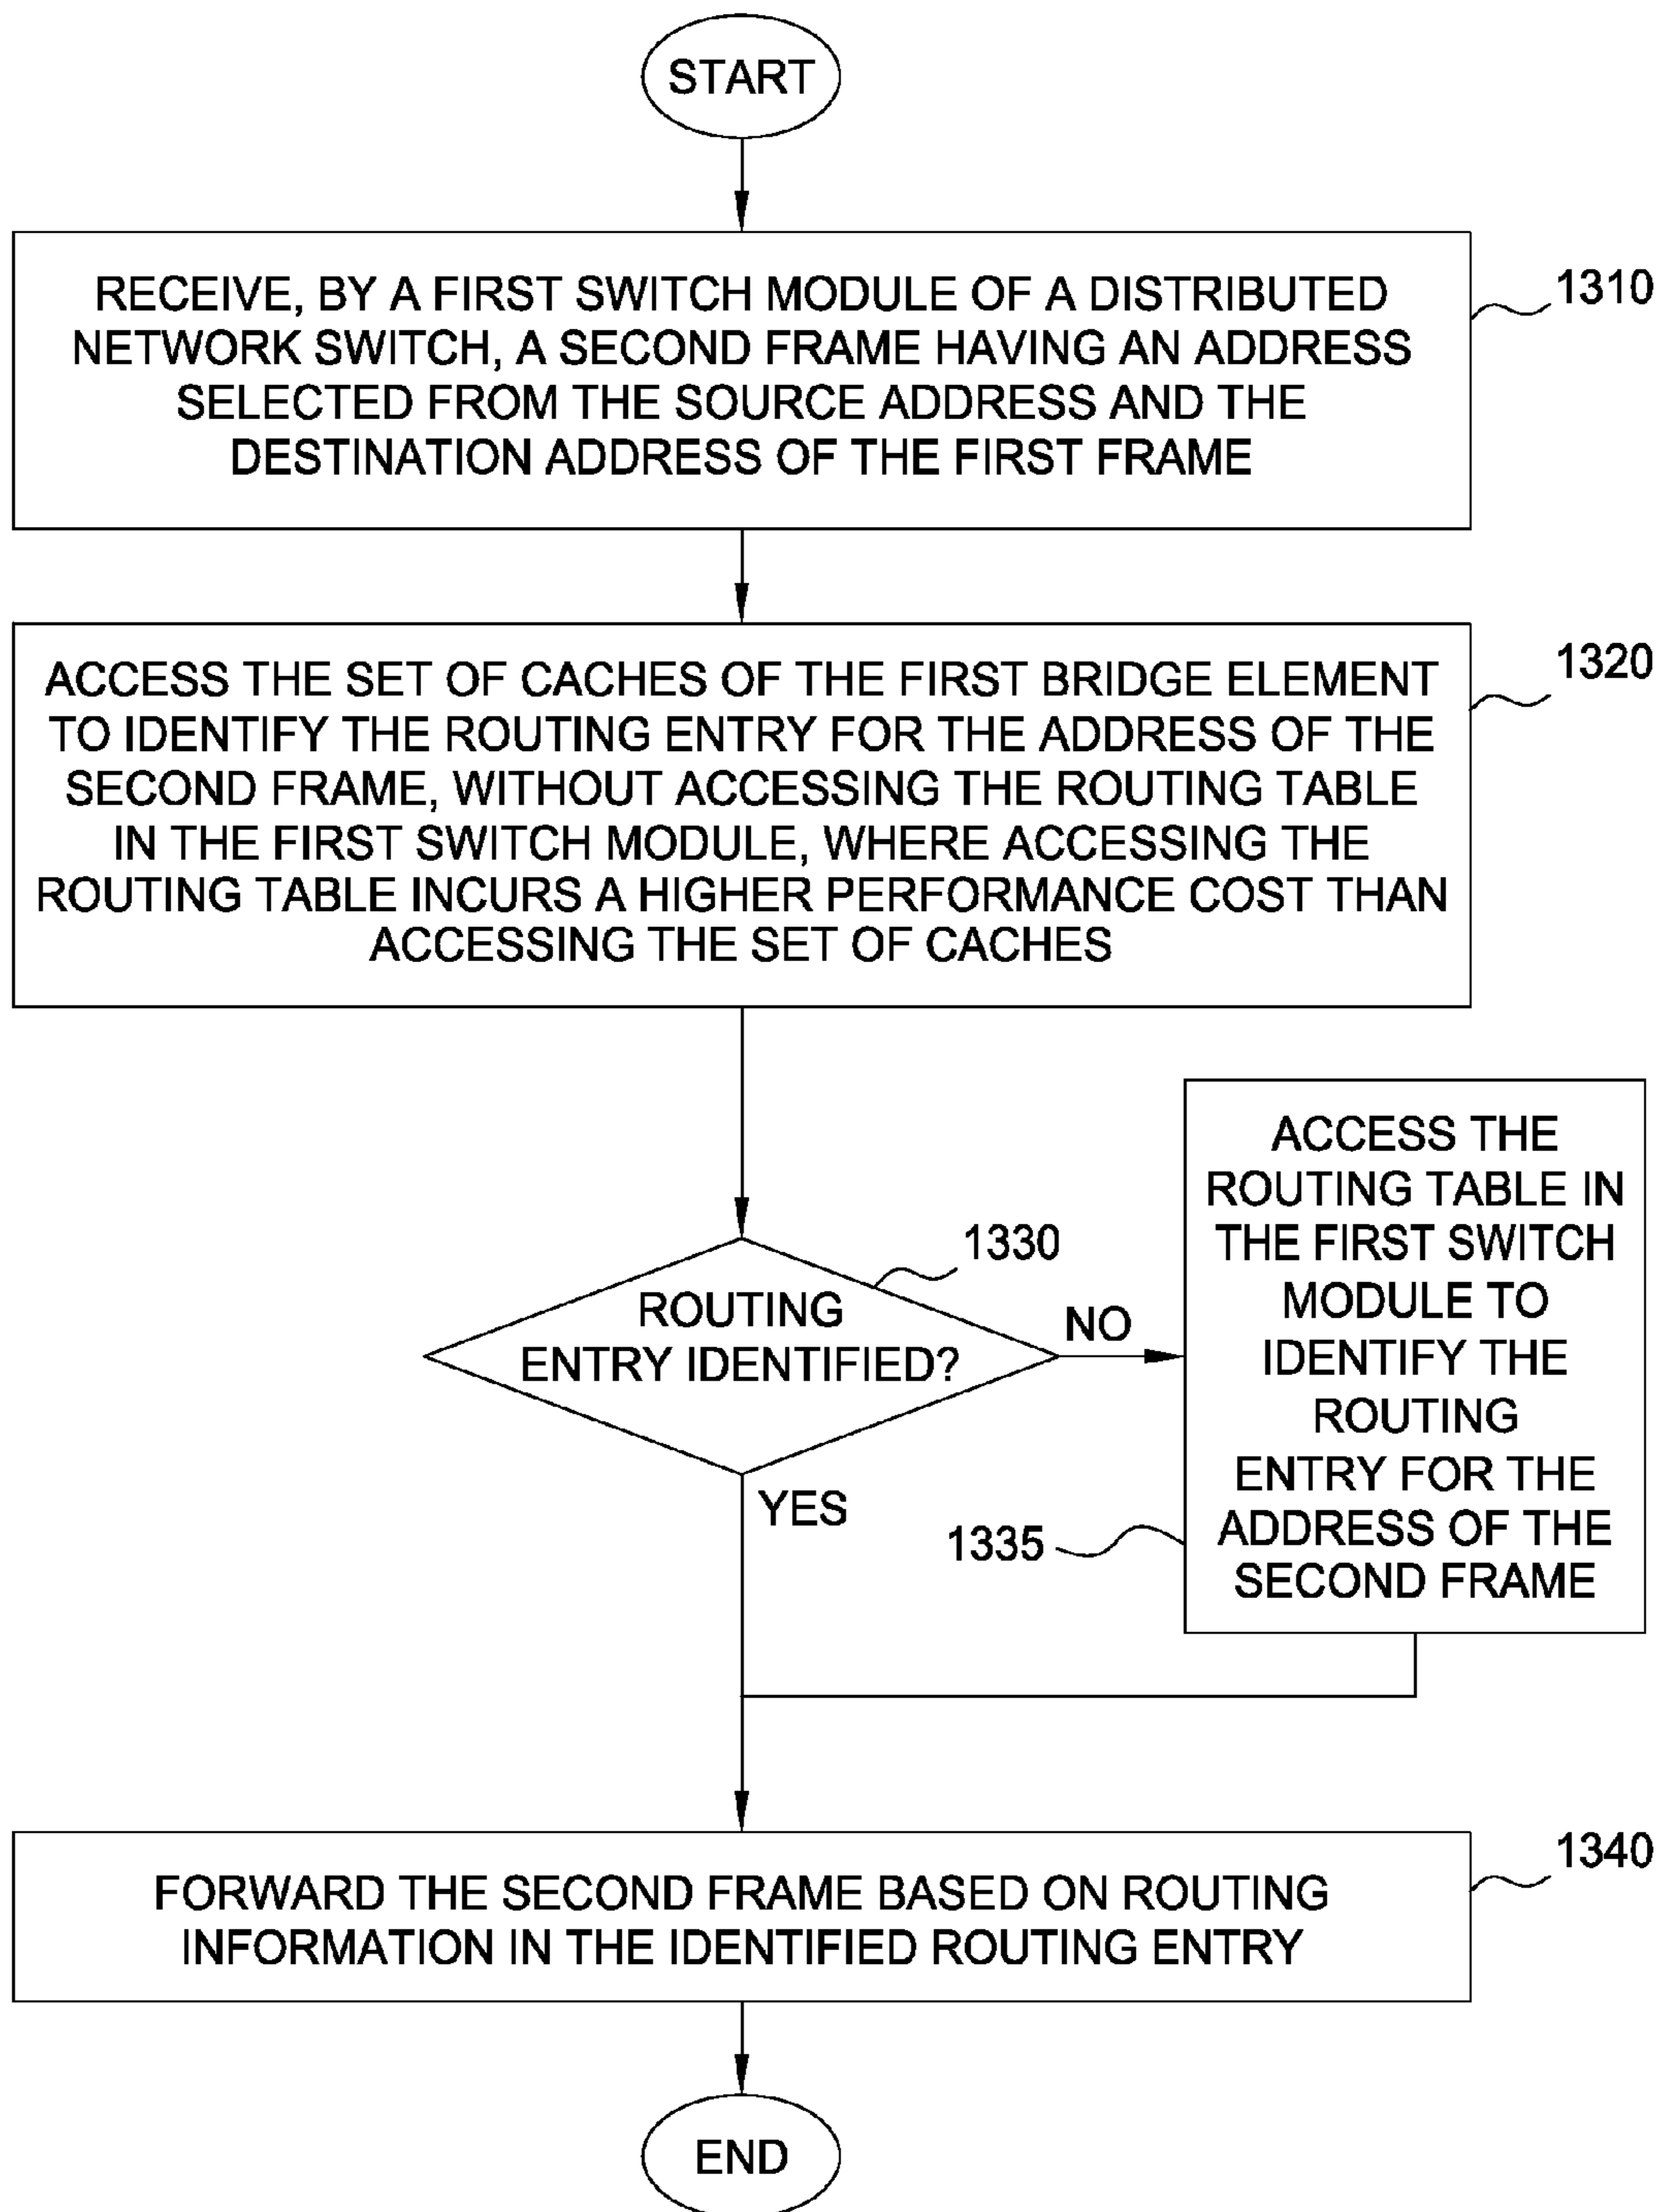 START
RECEIVE, BY A FIRST SWITCH MODULE OF A DISTRIBUTED
NETWORK SWITCH, A SECOND FRAME HAVING AN ADDRESS
SELECTED FROM THE SOURCE ADDRESS AND THE
DESTINATION ADDRESS OF THE FIRST FRAME
1310
ACCESS THE SET OF CACHES OF THE FIRST BRIDGE ELEMENT
TO IDENTIFY THE ROUTING ENTRY FOR THE ADDRESS OF THE
SECOND FRAME, WITHOUT ACCESSING THE ROUTING TABLE
IN THE FIRST SWITCH MODULE, WHERE ACCESSING THE
ROUTING TABLE INCURS A HIGHER PERFORMANCE COST THAN
ACCESSING THE SET OF CACHES
1320
ROUTING
ENTRY IDENTIFIED?
1330
NO
ACCESS THE
ROUTING TABLE IN
THE FIRST SWITCH
MODULE TO
IDENTIFY THE
ROUTING
ENTRY FOR THE
ADDRESS OF THE
SECOND FRAME
1335
YES
FORWARD THE SECOND FRAME BASED ON ROUTING
INFORMATION IN THE IDENTIFIED ROUTING ENTRY
1340
END